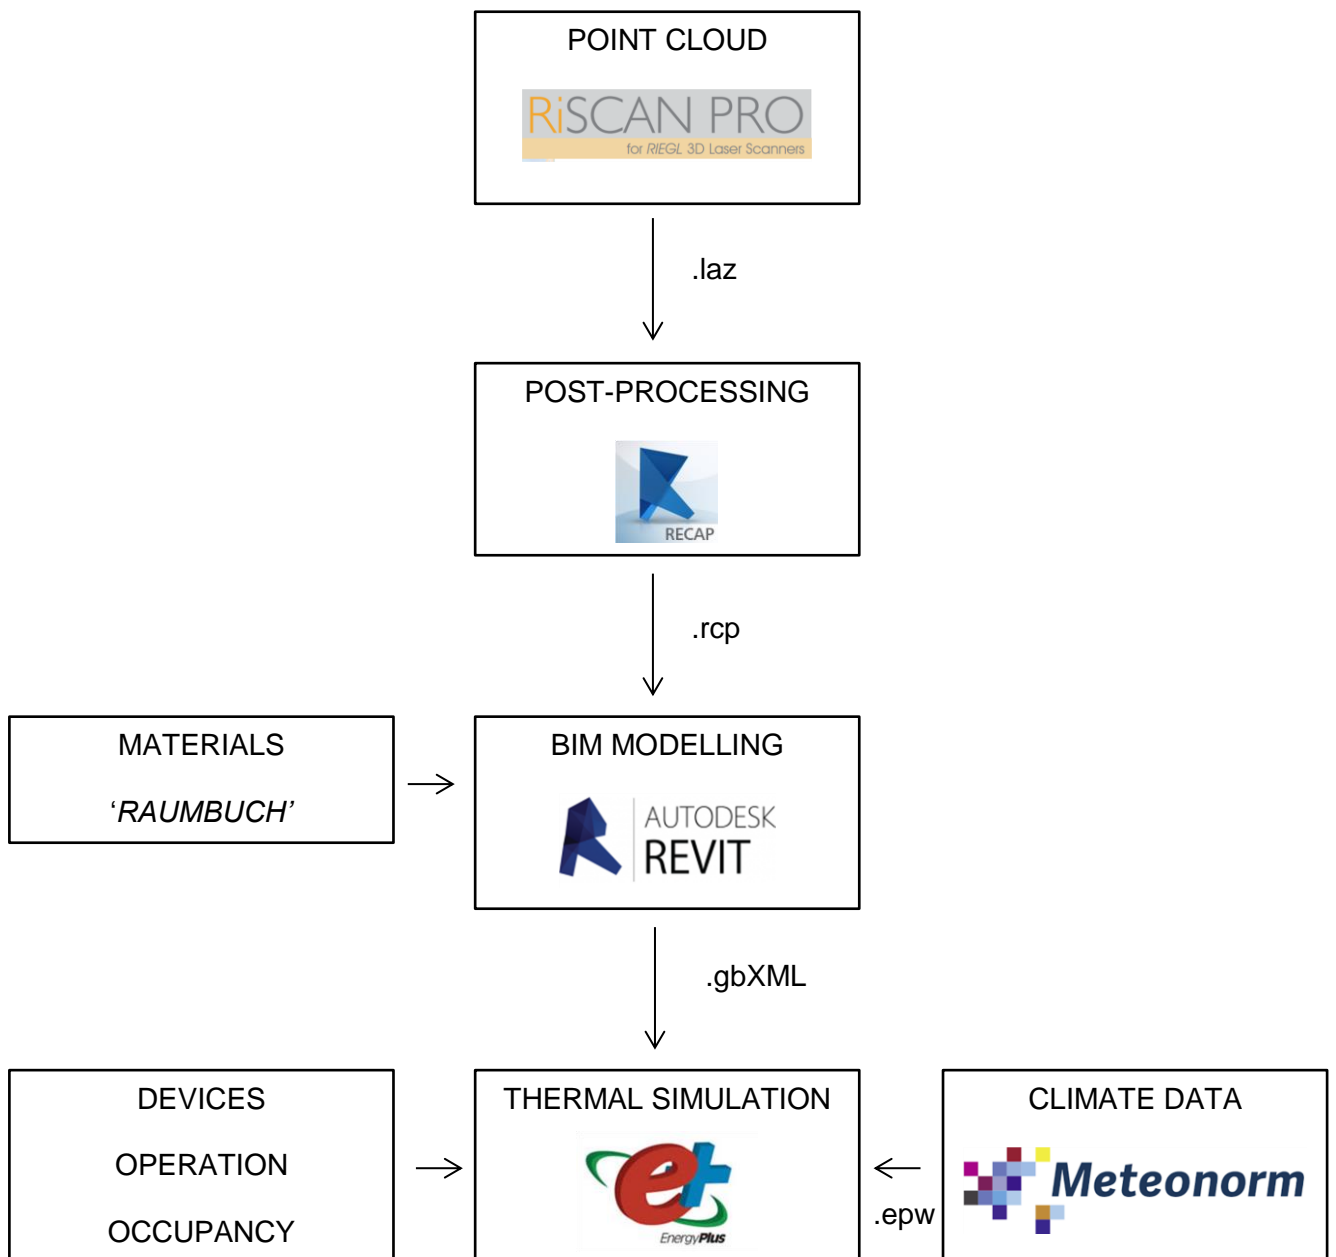 POINT CLOUD
RiSCAN PRO
for RIEGL 3D Laser Scanners
.laz
POST-PROCESSING
RECAP
.rcp
MATERIALS
‘RAUMBUCH’
BIM MODELLING
AUTODESK
REVIT
.gbXML
DEVICES
OPERATION
OCCUPANCY
THERMAL SIMULATION
e+
EnergyPlus
.epw
CLIMATE DATA
Meteonorm